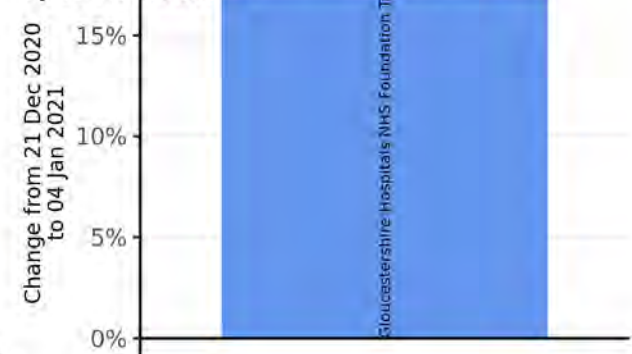 Change from 21 Dec 2020
to 04 Jan 2021
15%
10%
5%
0%
Gloucestershire Hospitals NHS Foundation